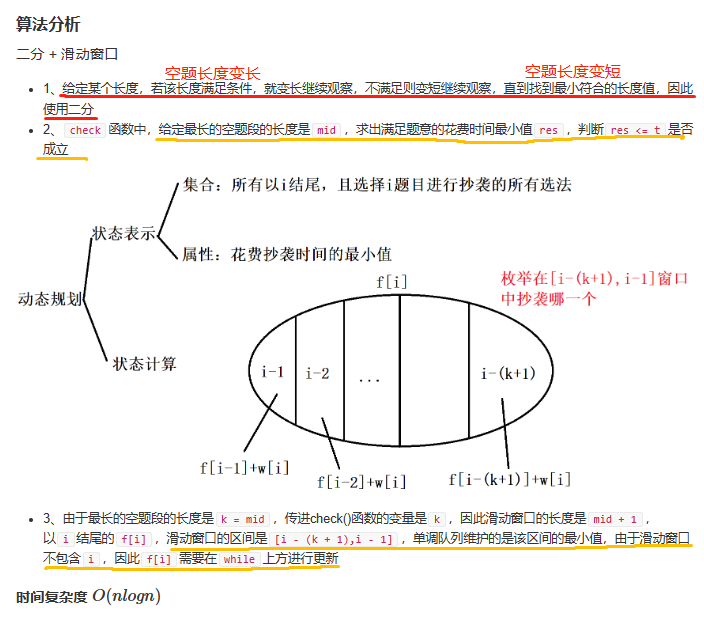 算法分析
二分 + 滑动窗口
空题长度变长 空题长度变短
1、给定某个长度，若该长度满足条件，就变长继续观察，不满足则变短继续观察，直到找到最小符合的长度值，因此
使用二分
2、 check 函数中，给定最长的空题段的长度是 mid ，求出满足题意的花费时间最小值 res ，判断 res <= t 是否
成立
集合：所有以i结尾，且选择i题目进行抄袭的所有选法
状态表示
属性：花费抄袭时间的最小值
f[i]
枚举在[i-(k+1),i-1]窗口
中抄袭哪一个
动态规划
状态计算
i-1 i-2 ... i-(k+1)
f[i-1]+w[i] f[i-2]+w[i] f[i-(k+1)]+w[i]
3、由于最长的空题段的长度是 k = mid ，传进check()函数的变量是 k ，因此滑动窗口的长度是 mid + 1 ，
以 i 结尾的 f[i] ，滑动窗口的区间是 [i - (k + 1),i - 1] ，单调队列维护的是该区间的最小值，由于滑动窗口
不包含 i ，因此 f[i] 需要在 while 上方进行更新
时间复杂度 O(nlogn)